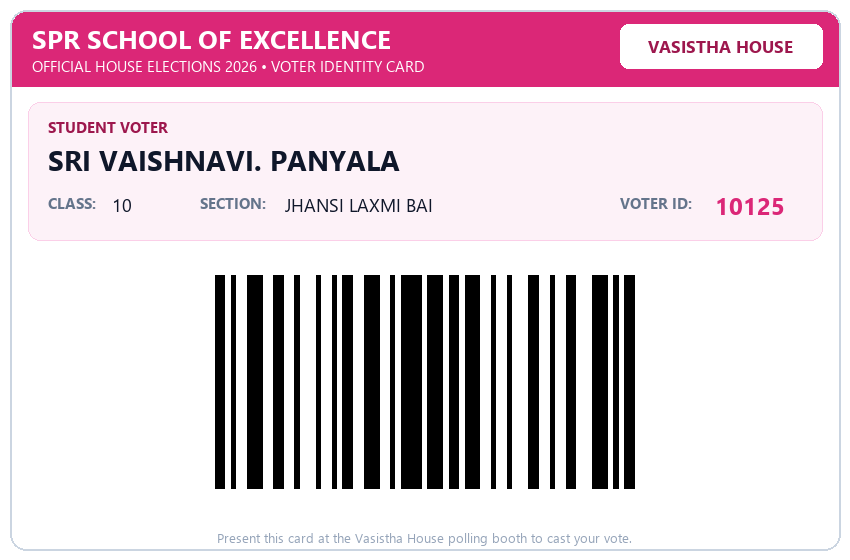 SPR SCHOOL OF EXCELLENCE
OFFICIAL HOUSE ELECTIONS 2026 • VOTER IDENTITY CARD
VASISTHA HOUSE
STUDENT VOTER
SRI VAISHNAVI. PANYALA
CLASS: 10 SECTION: JHANSI LAXMI BAI VOTER ID: 10125
Present this card at the Vasistha House polling booth to cast your vote.